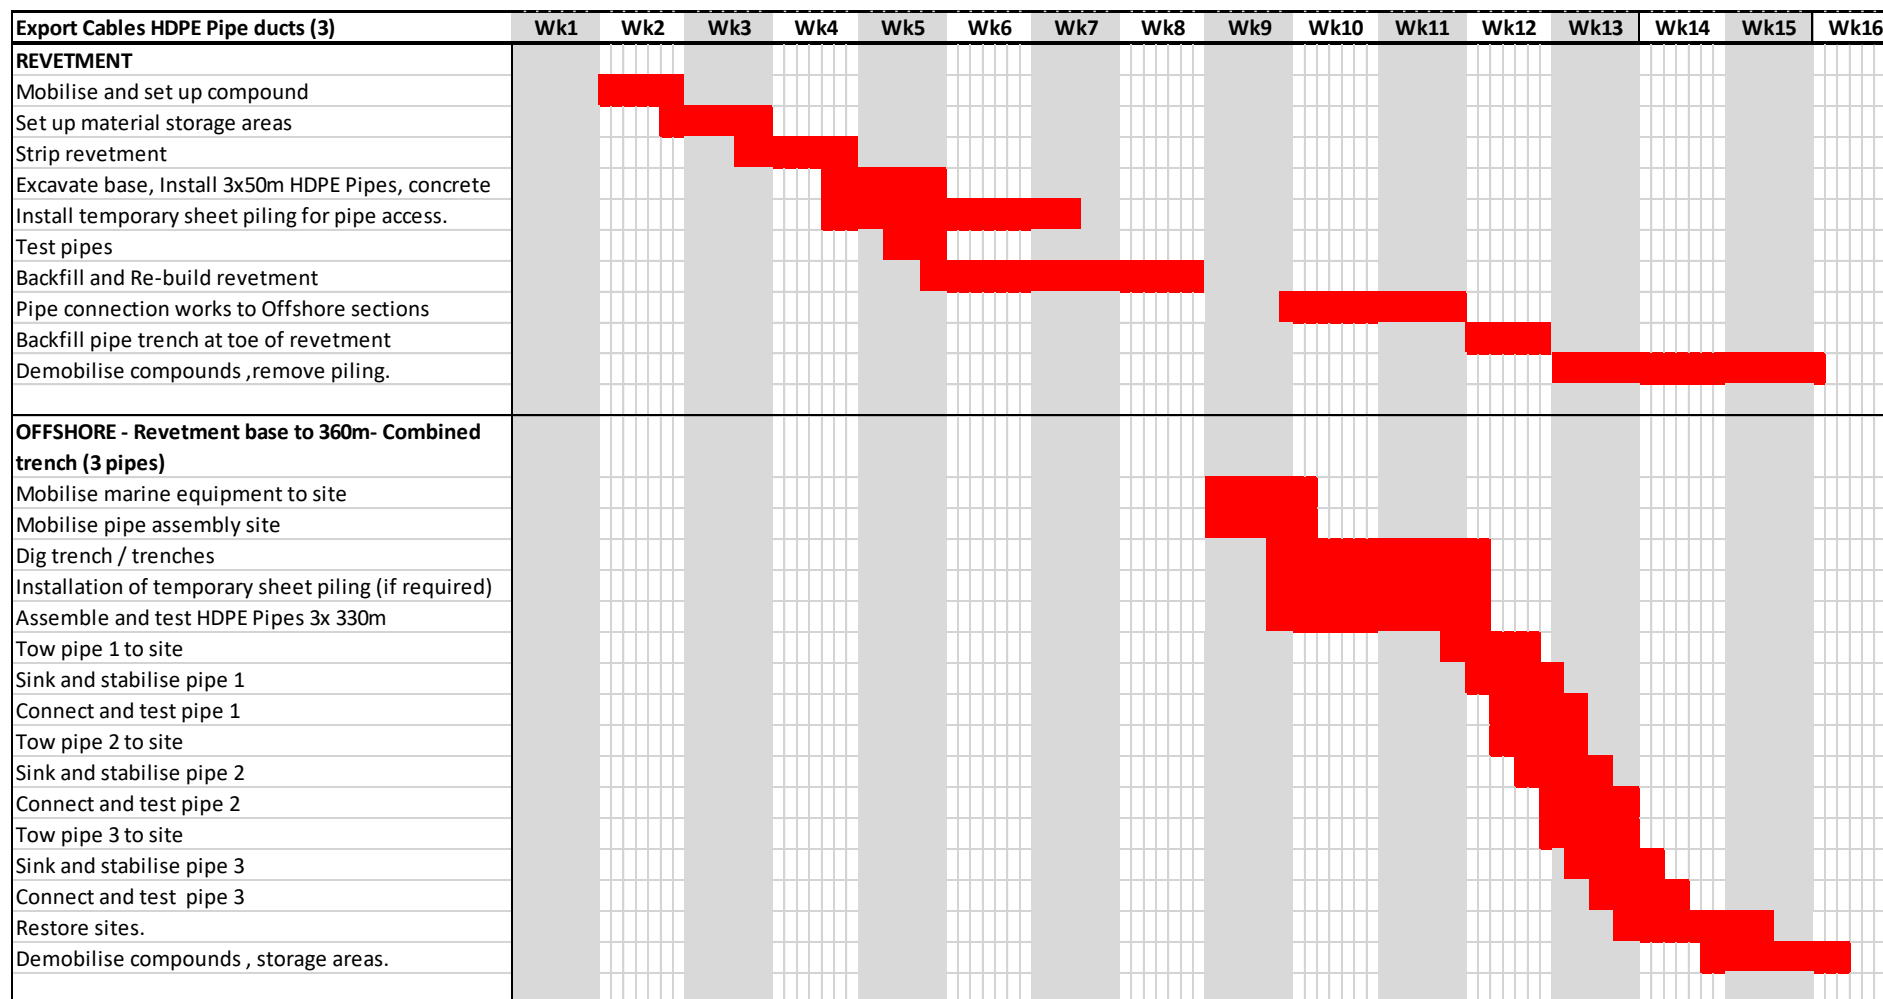 Export Cables HDPE Pipe ducts (3) Wk1 Wk2 Wk3 Wk4 Wk5 Wk6 Wk7 Wk8 Wk9 Wk10 Wk11 Wk12 Wk13 Wk14 Wk15 Wk16
REVETMENT
Mobilise and set up compound
Set up material storage areas
Strip revetment
Excavate base, Install 3x50m HDPE Pipes, concrete
Install temporary sheet piling for pipe access.
Test pipes
Backfill and Re-build revetment
Pipe connection works to Offshore sections
Backfill pipe trench at toe of revetment
Demobilise compounds ,remove piling.
OFFSHORE - Revetment base to 360m- Combined
trench (3 pipes)
Mobilise marine equipment to site
Mobilise pipe assembly site
Dig trench / trenches
Installation of temporary sheet piling (if required)
Assemble and test HDPE Pipes 3x 330m
Tow pipe 1 to site
Sink and stabilise pipe 1
Connect and test pipe 1
Tow pipe 2 to site
Sink and stabilise pipe 2
Connect and test pipe 2
Tow pipe 3 to site
Sink and stabilise pipe 3
Connect and test  pipe 3
Restore sites.
Demobilise compounds , storage areas.